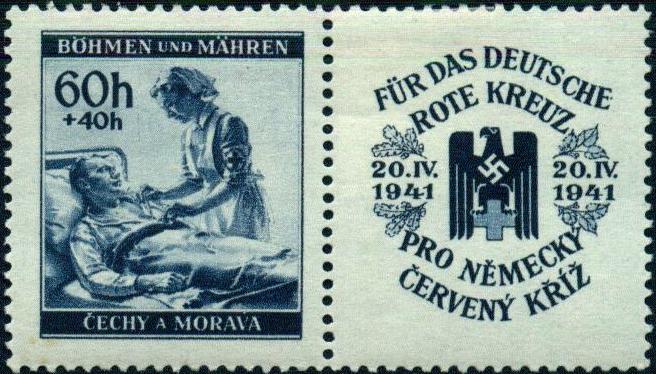 BÖHMEN UND MÄHREN
60h
+40h
ČECHY A MORAVA
FÜR DAS DEUTSCHE
ROTE KREUZ
20.IV. 20.IV.
1941 1941
PRO NĚMECKÝ
ČERVENÝ KŘÍŽ